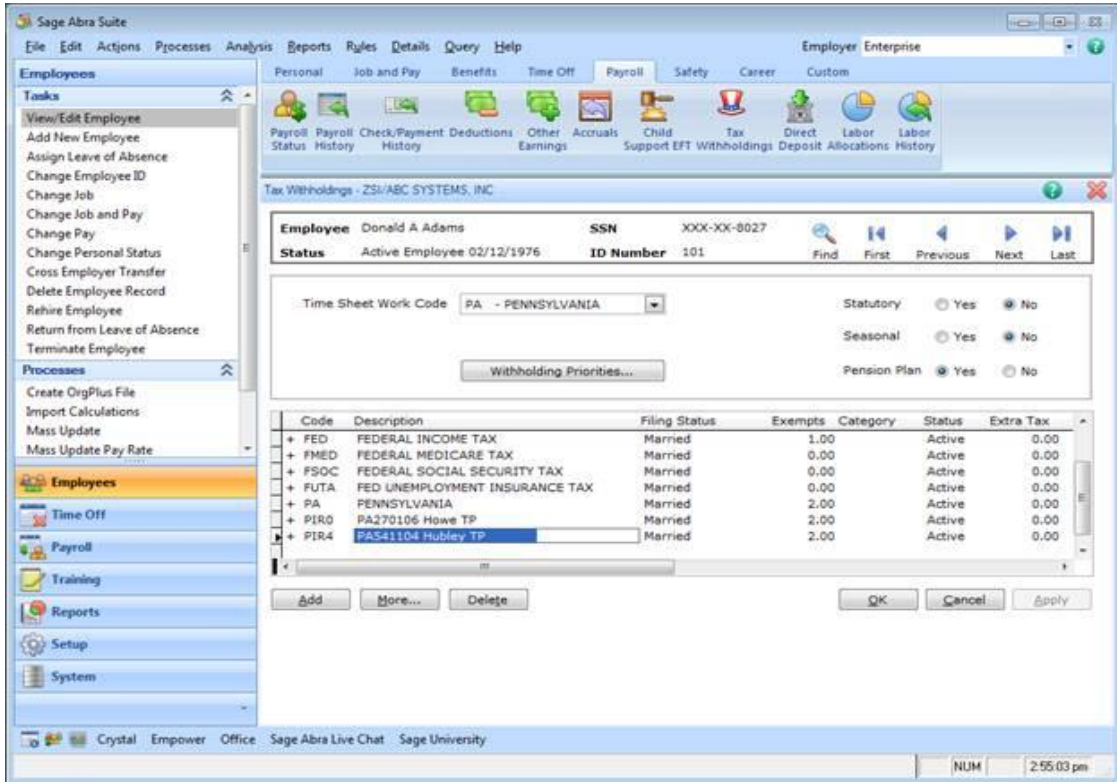 Sage Abra Suite
File Edit Actions Processes Analysis Reports Rules Details Query Help
Employer Enterprise
Employees
Tasks
View/Edit Employee
Add New Employee
Assign Leave of Absence
Change Employee ID
Change Job
Change Job and Pay
Change Pay
Change Personal Status
Cross Employer Transfer
Delete Employee Record
Rehire Employee
Return from Leave of Absence
Terminate Employee
Processes
Create OrgPlus File
Import Calculations
Mass Update
Mass Update Pay Rate
Employees
Time Off
Payroll
Training
Reports
Setup
System
Personal Job and Pay Benefits Time Off Payroll Safety Career Custom
Payroll Status
Payroll History
Check/Payment History
Deductions
Other Earnings
Accruals
Child Support EFT
Tax Withholdings
Direct Deposit
Labor Allocations
Labor History
Tax Withholdings - ZSI/ABC SYSTEMS, INC
Employee Donald A Adams SSN XXX-XX-8027
Status Active Employee 02/12/1976 ID Number 101
Find First Previous Next Last
Time Sheet Work Code PA - PENNSYLVANIA
Statutory Yes No
Seasonal Yes No
Withholding Priorities...
Pension Plan Yes No
Code Description Filing Status Exempts Category Status Extra Tax
+ FED FEDERAL INCOME TAX Married 1.00 Active 0.00
+ FMED FEDERAL MEDICARE TAX Married 0.00 Active 0.00
+ FSOC FEDERAL SOCIAL SECURITY TAX Married 0.00 Active 0.00
+ FUTA FED UNEMPLOYMENT INSURANCE TAX Married 0.00 Active 0.00
+ PA PENNSYLVANIA Married 2.00 Active 0.00
+ PIR0 PA270106 Howe TP Married 2.00 Active 0.00
+ PIR4 PA541104 Hubley TP Married 2.00 Active 0.00
Add More... Delete OK Cancel Apply
Crystal Empower Office Sage Abra Live Chat Sage University
NUM 2:55:03 pm